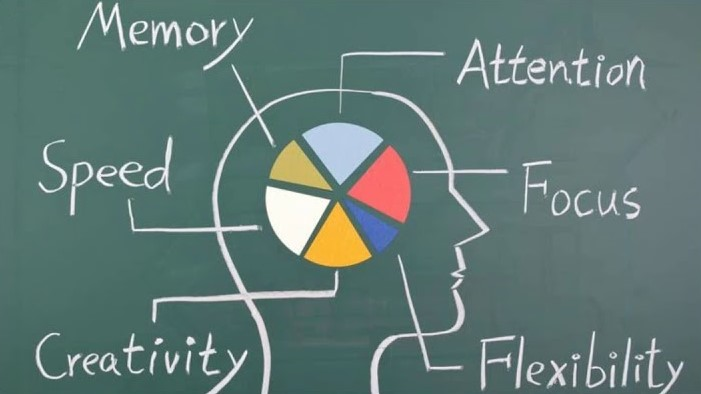 Memory
Attention
Speed
Focus
Creativity
Flexibility